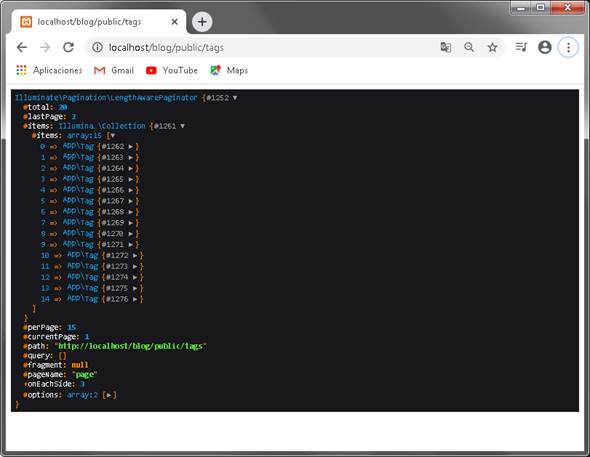 localhost/blog/public/tags
localhost/blog/public/tags
Aplicaciones Gmail YouTube Maps
Illuminate\Pagination\LengthAwarePaginator {#1252 ▼
#total: 20
#lastPage: 2
#items: Illumina…\Collection {#1261 ▼
#items: array:15 [▼
0 => App\Tag {#1262 ▶}
1 => App\Tag {#1263 ▶}
2 => App\Tag {#1264 ▶}
3 => App\Tag {#1265 ▶}
4 => App\Tag {#1266 ▶}
5 => App\Tag {#1267 ▶}
6 => App\Tag {#1268 ▶}
7 => App\Tag {#1269 ▶}
8 => App\Tag {#1270 ▶}
9 => App\Tag {#1271 ▶}
10 => App\Tag {#1272 ▶}
11 => App\Tag {#1273 ▶}
12 => App\Tag {#1274 ▶}
13 => App\Tag {#1275 ▶}
14 => App\Tag {#1276 ▶}
]
}
#perPage: 15
#currentPage: 1
#path: "http://localhost/blog/public/tags"
#query: []
#fragment: null
#pageName: "page"
+onEachSide: 3
#options: array:2 [▶]
}